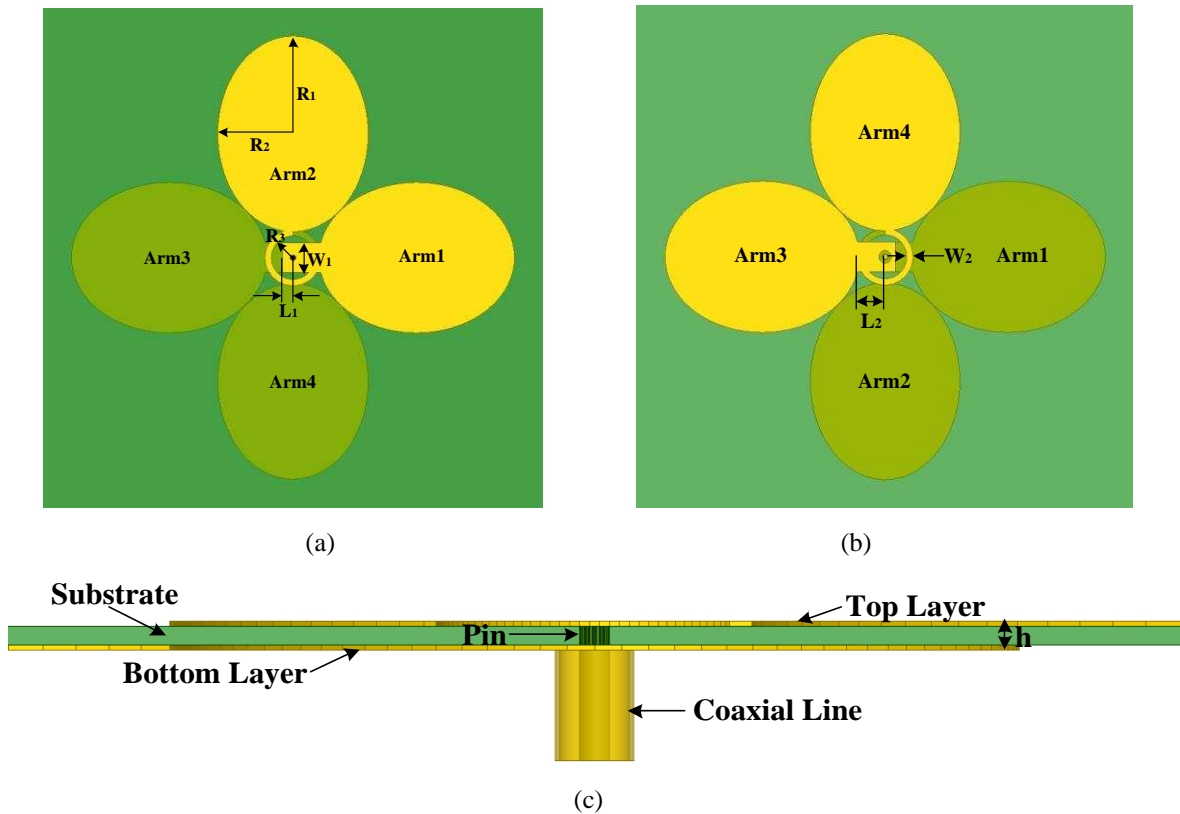 R1
R2
Arm2
Arm3
R3
W1
Arm1
L1
Arm4
(a)
Arm4
Arm3
W2
Arm1
L2
Arm2
(b)
Substrate
Top Layer
Pin
h
Bottom Layer
Coaxial Line
(c)